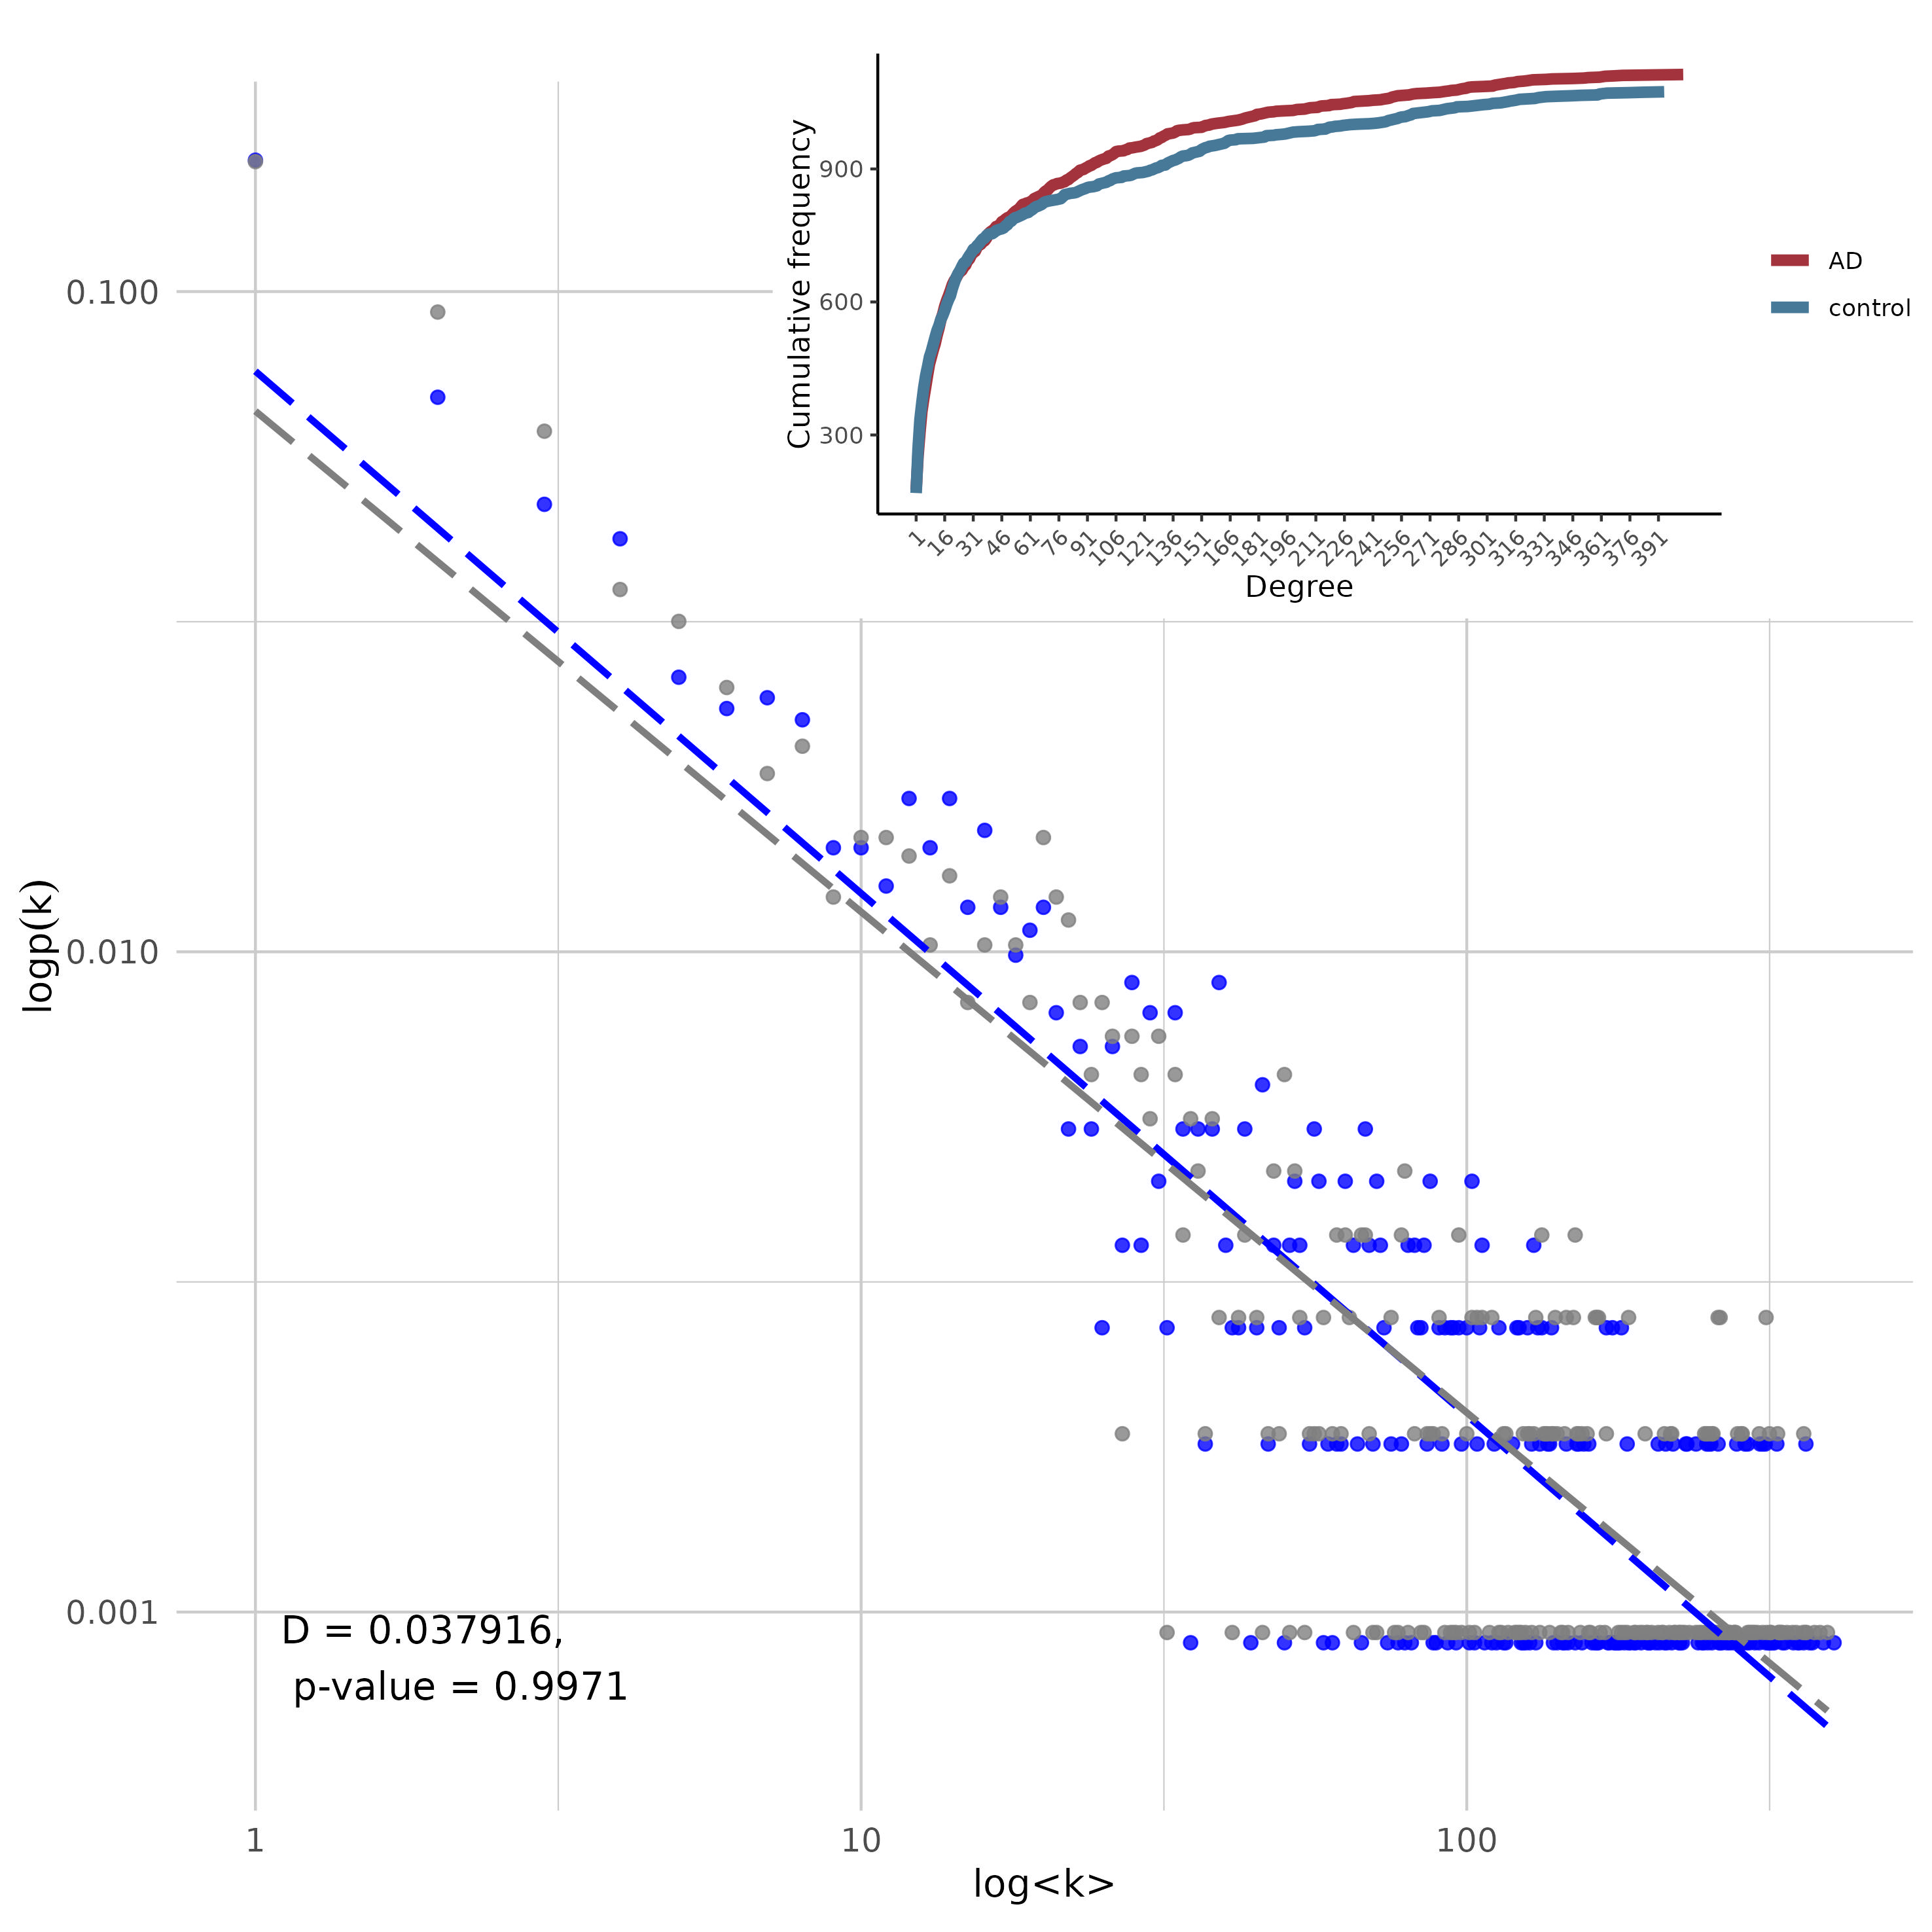 Cumulative frequency
900
600
300
1 16 31 46 61 76 91 106 121 136 151 166 181 196 211 226 241 256 271 286 301 316 331 346 361 376 391
Degree
AD
control
logp(k)
0.100
0.010
0.001
D = 0.037916,
p-value = 0.9971
1 10 100
log<k>